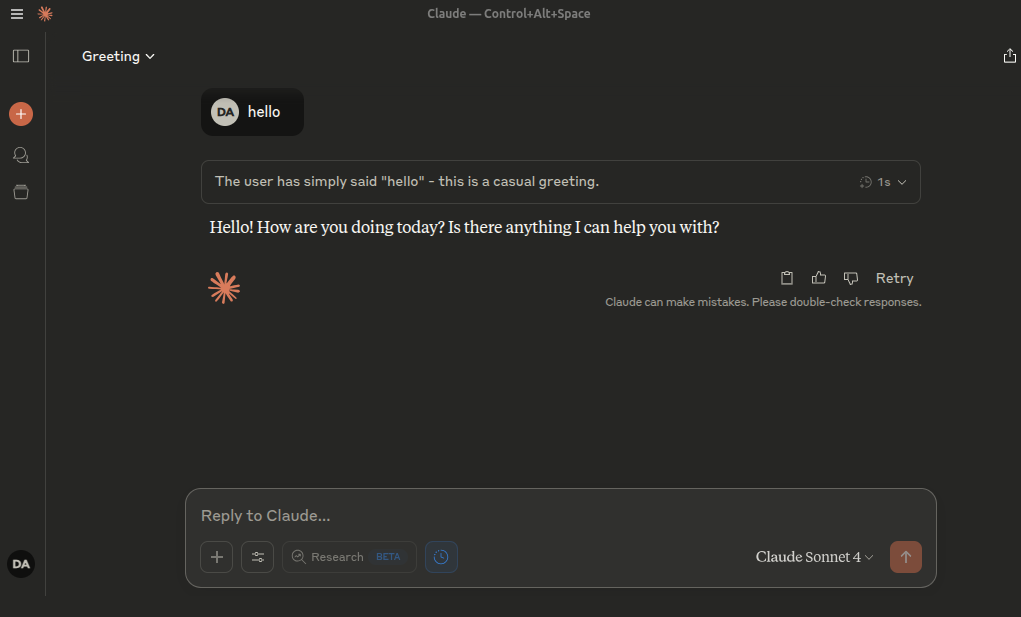 Claude — Control+Alt+Space
Greeting
DA hello
The user has simply said "hello" - this is a casual greeting. 1s
Hello! How are you doing today? Is there anything I can help you with?
Retry
Claude can make mistakes. Please double-check responses.
Reply to Claude...
Research BETA Claude Sonnet 4
DA